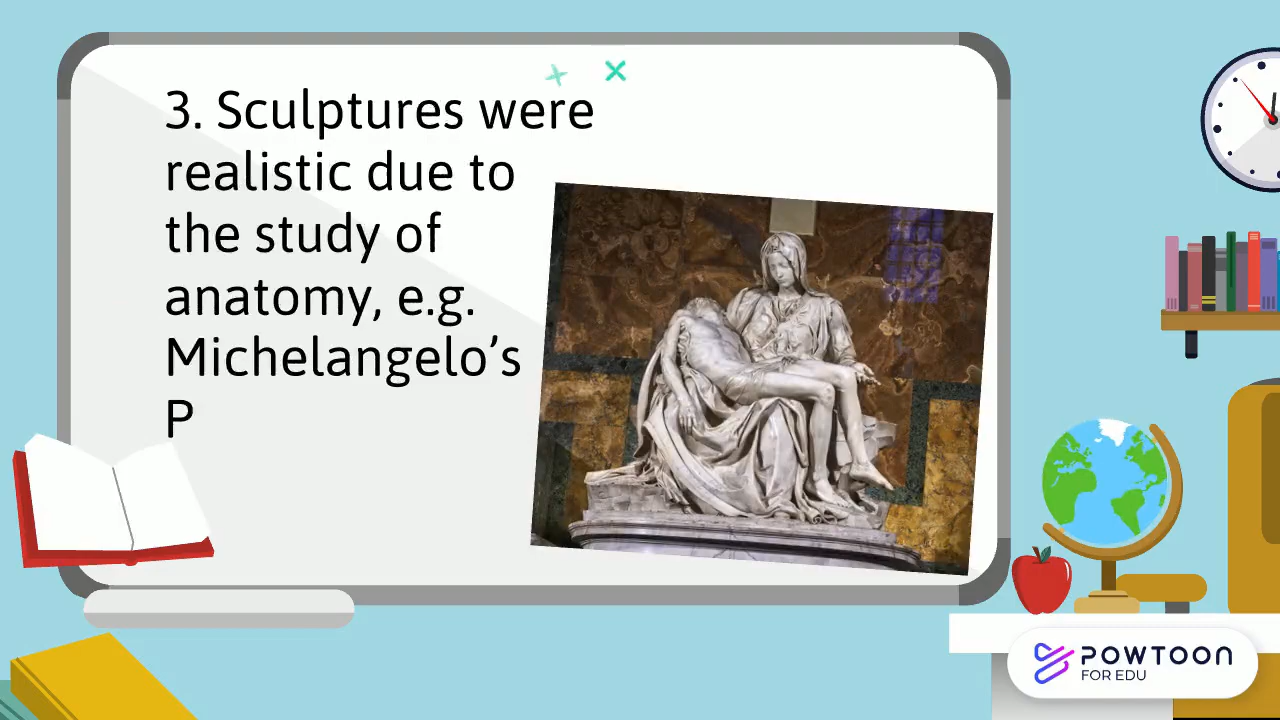 3. Sculptures were
realistic due to
the study of
anatomy, e.g.
Michelangelo’s
P
POWTOON
FOR EDU